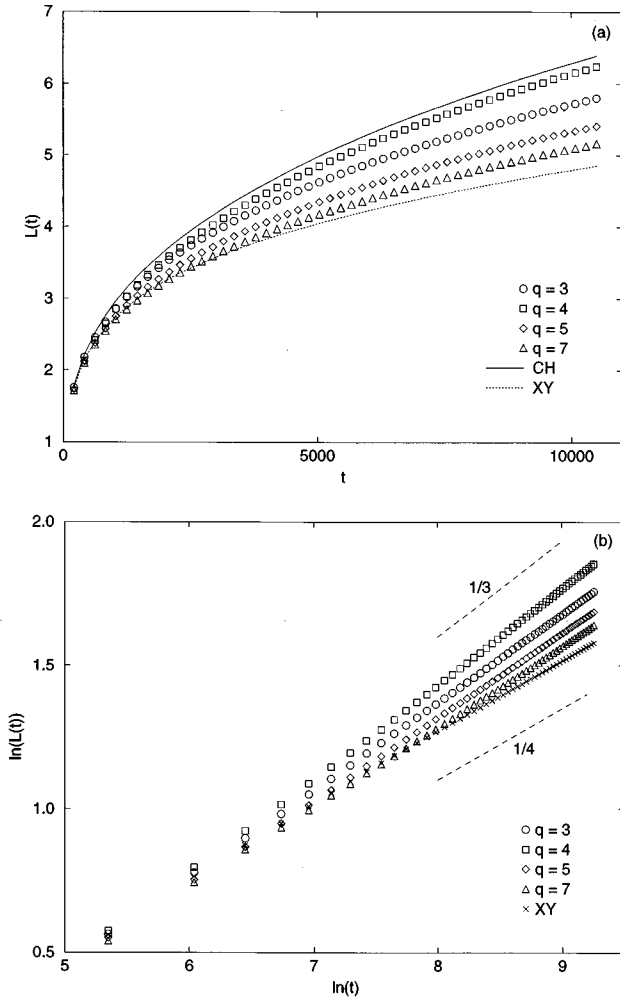 (a)
7
6
5
4
3
2
1
L(t)
q = 3
q = 4
q = 5
q = 7
CH
XY
0
5000
10000
t
(b)
2.0
1.5
1.0
0.5
ln(L(t))
1/3
1/4
q = 3
q = 4
q = 5
q = 7
XY
5
6
7
8
9
ln(t)